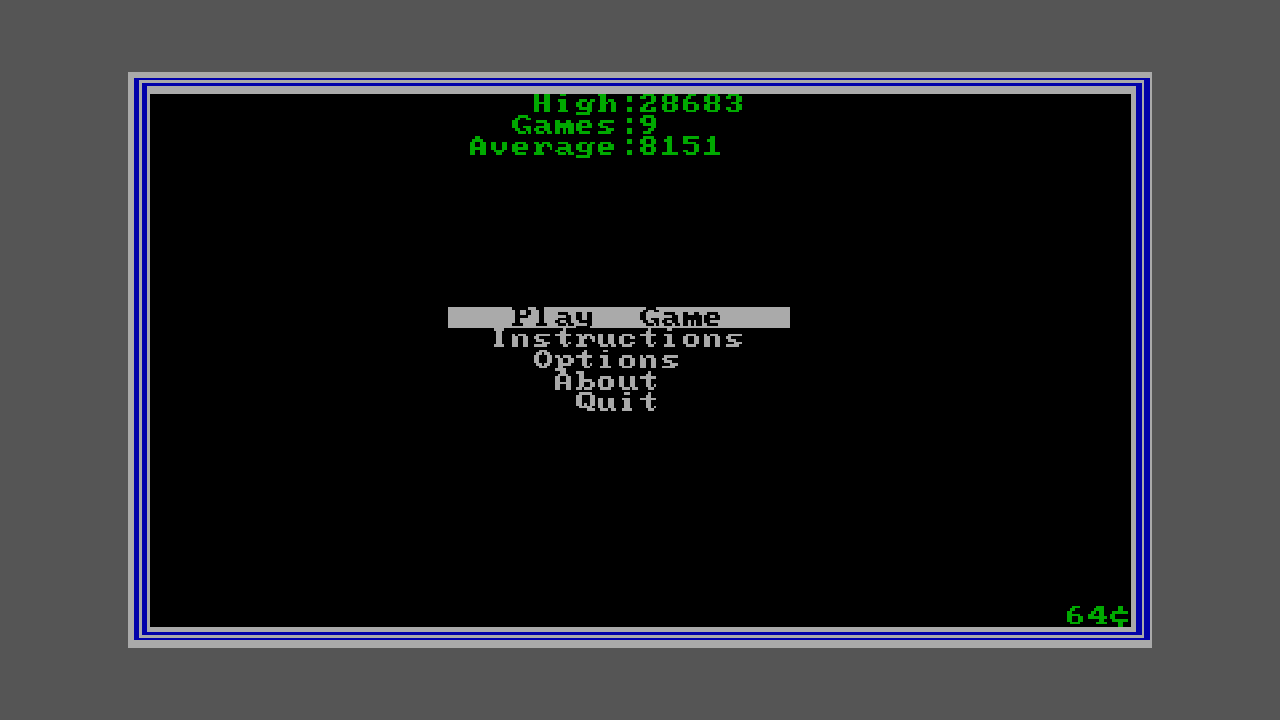 High:28683
Games:9
Average:8151
Play Game
Instructions
Options
About
Quit
64¢